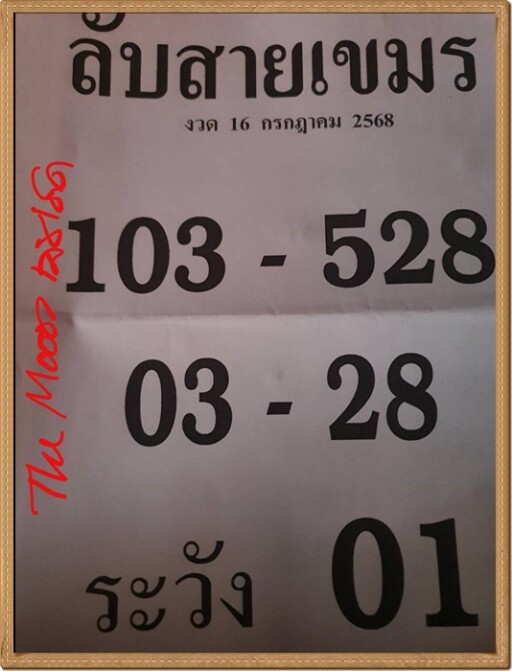 ลับสายเขมร
งวด 16 กรกฎาคม 2568
103 - 528
03 - 28
ระวัง 01
The